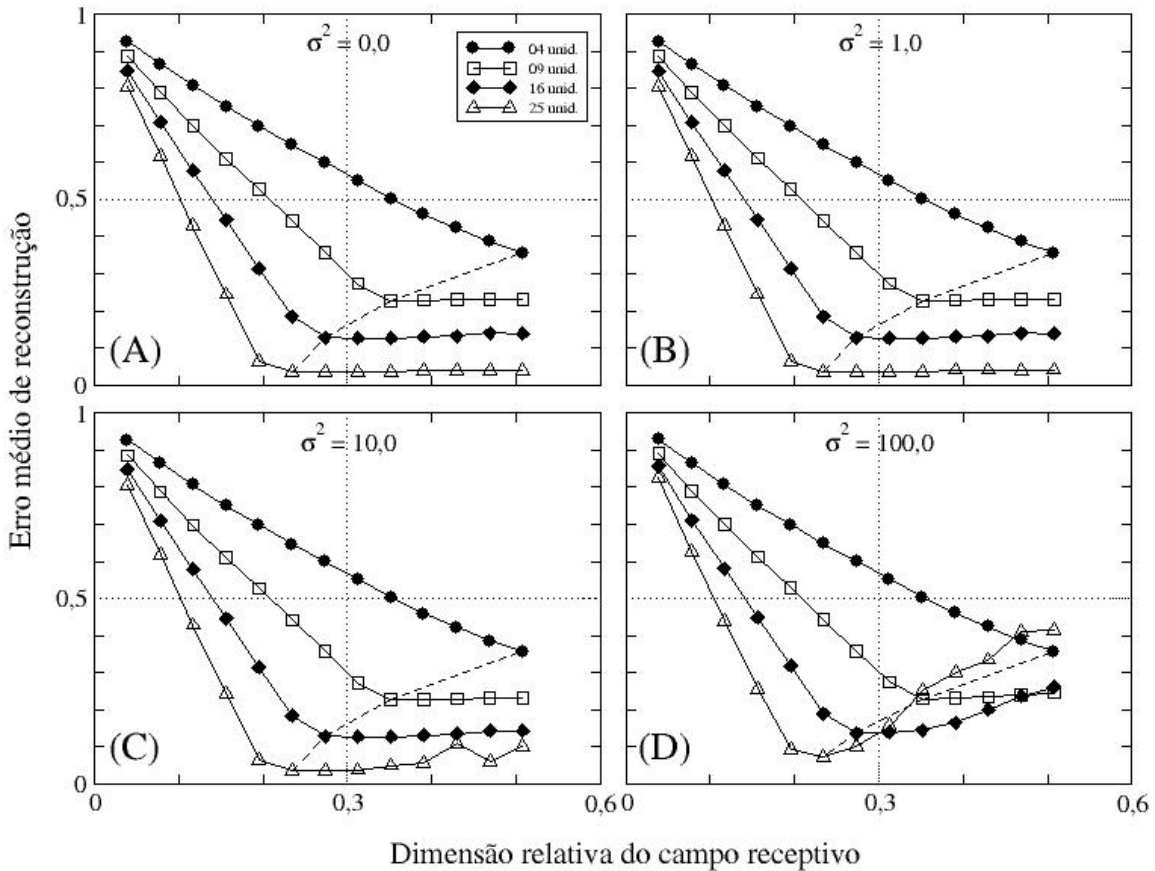 Erro médio de reconstrução
1
0,5
0
σ² = 0,0
04 unid.
09 unid.
16 unid.
25 unid.
(A)
σ² = 1,0
(B)
1
0,5
0
σ² = 10,0
(C)
σ² = 100,0
(D)
0
0,3
0,6
0
0,3
0,6
Dimensão relativa do campo receptivo